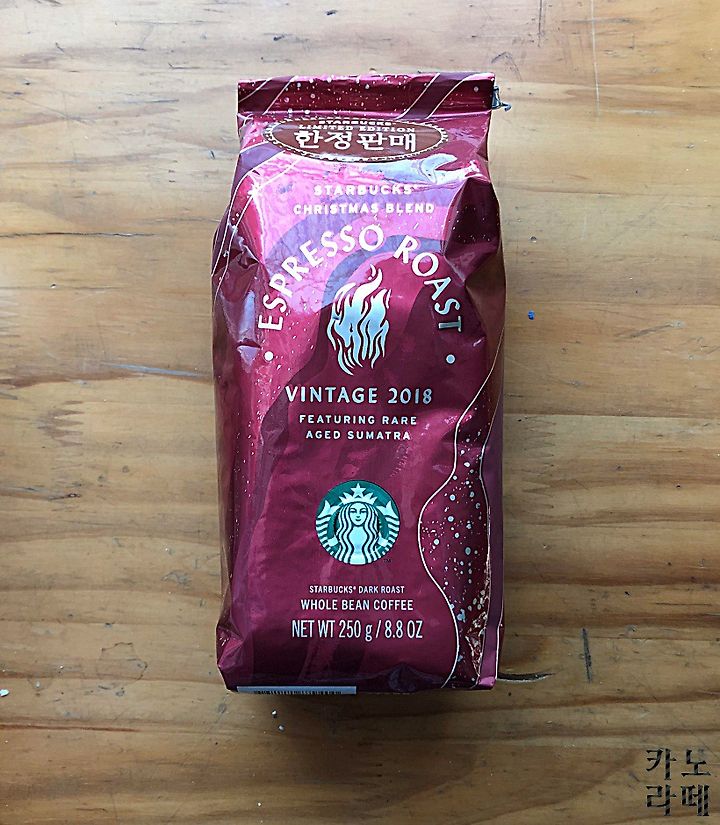 STARBUCKS®
LIMITED EDITION
한정판매
STARBUCKS®
CHRISTMAS BLEND
• ESPRESSO ROAST •
VINTAGE 2018
FEATURING RARE
AGED SUMATRA
STARBUCKS® DARK ROAST
WHOLE BEAN COFFEE
NET WT 250 g / 8.8 OZ
카노
라떼